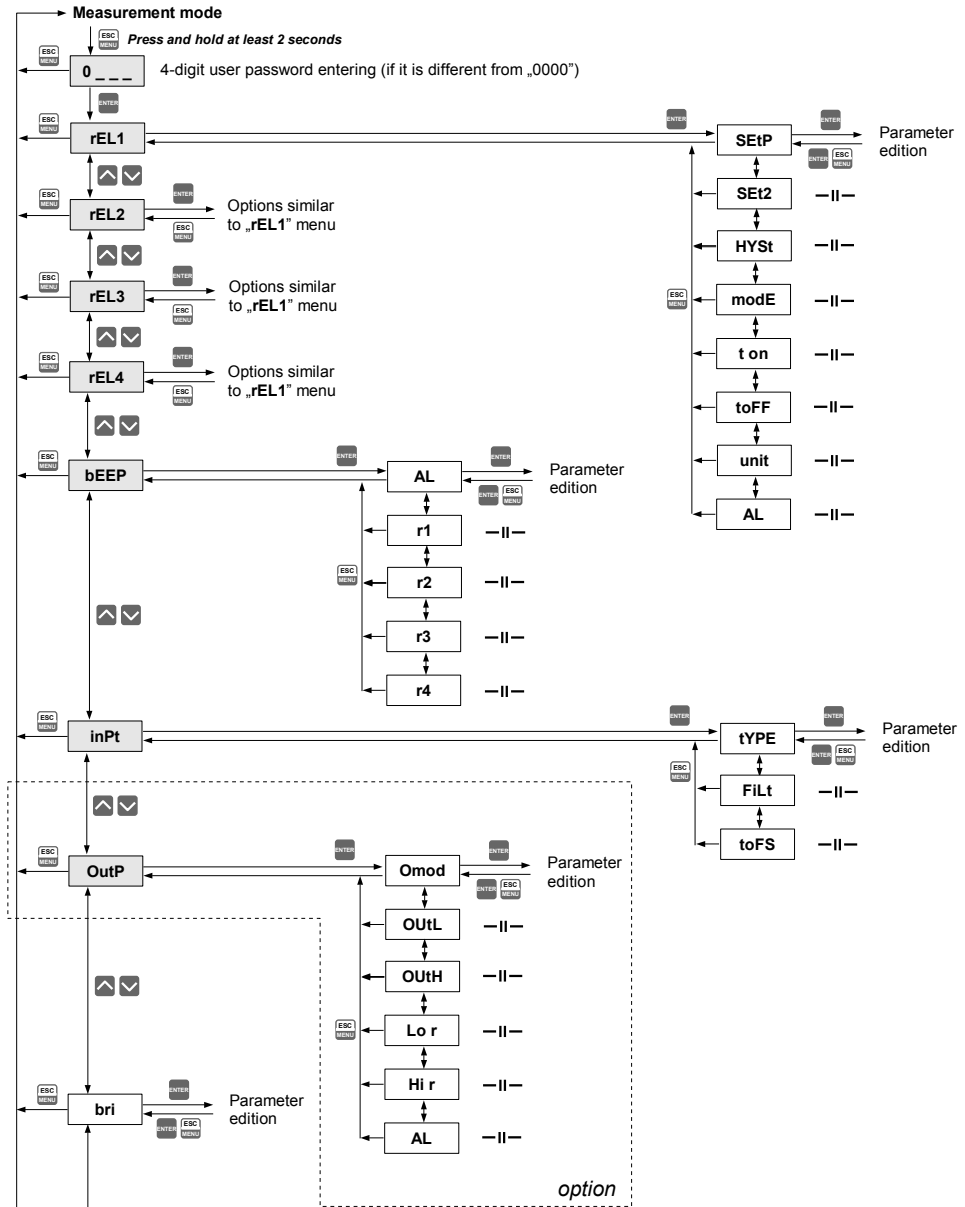 Measurement mode
ESC MENU
Press and hold at least 2 seconds
ESC MENU
0 _ _ _
4-digit user password entering (if it is different from „0000”)
ENTER
ESC MENU
rEL1
ENTER
SEtP
ENTER
ENTER
ESC MENU
Parameter
edition
SEt2
—II—
HYSt
—II—
ESC MENU
modE
—II—
t on
—II—
toFF
—II—
unit
—II—
AL
—II—
ESC MENU
rEL2
ENTER
ESC MENU
Options similar
to „rEL1” menu
ESC MENU
rEL3
ENTER
ESC MENU
Options similar
to „rEL1” menu
ESC MENU
rEL4
ENTER
ESC MENU
Options similar
to „rEL1” menu
ESC MENU
bEEP
ENTER
AL
ENTER
ENTER
ESC MENU
Parameter
edition
r1
—II—
ESC MENU
r2
—II—
r3
—II—
r4
—II—
ESC MENU
inPt
ENTER
tYPE
ENTER
ENTER
ESC MENU
Parameter
edition
ESC MENU
FiLt
—II—
toFS
—II—
ESC MENU
OutP
ENTER
Omod
ENTER
ENTER
ESC MENU
Parameter
edition
OUtL
—II—
OUtH
—II—
ESC MENU
Lo r
—II—
Hi r
—II—
AL
—II—
ESC MENU
bri
ENTER
ENTER
ESC MENU
Parameter
edition
option